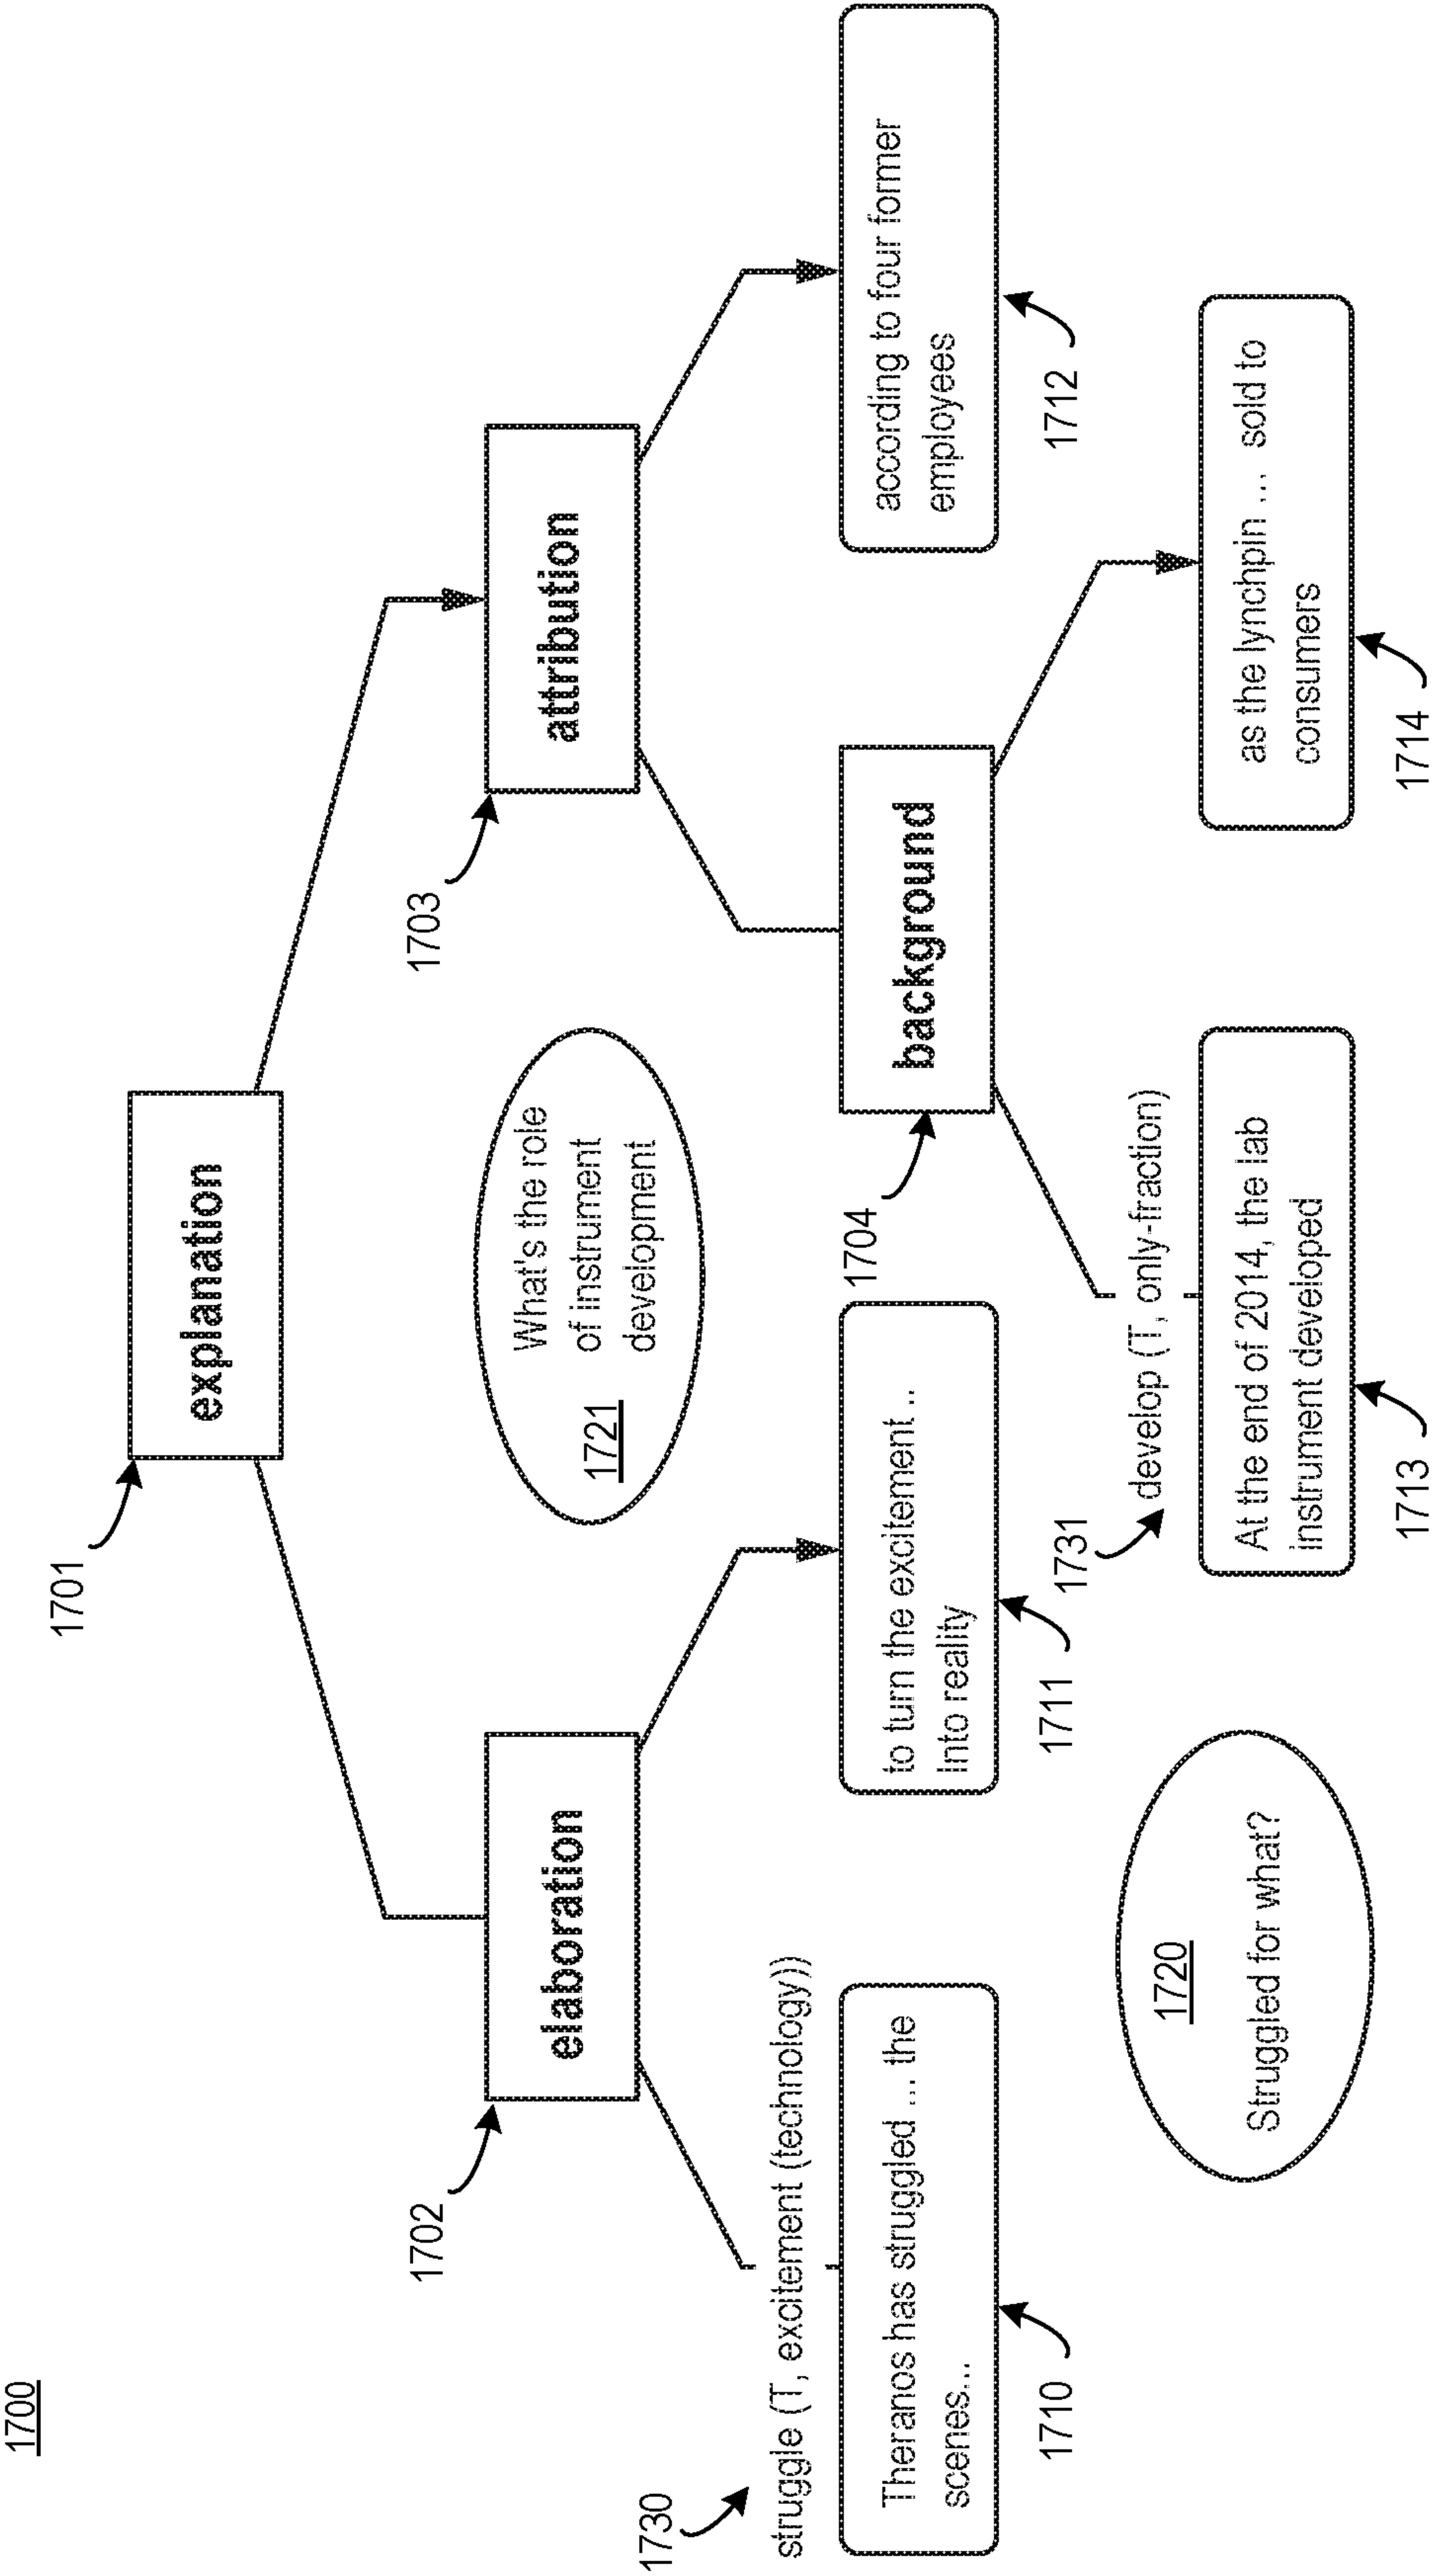 1700
1701
explanation
1702
elaboration
1703
attribution
What's the role
of instrument
development
1721
1730
struggle (T, excitement (technology))
Theranos has struggled ... the
scenes...
1710
to turn the excitement ..
into reality
1711
1704
background
according to four former
employees
1712
1720
Struggled for what?
1731
develop (T, only-fraction)
At the end of 2014, the lab
instrument developed
1713
as the lynchpin ... sold to
consumers
1714